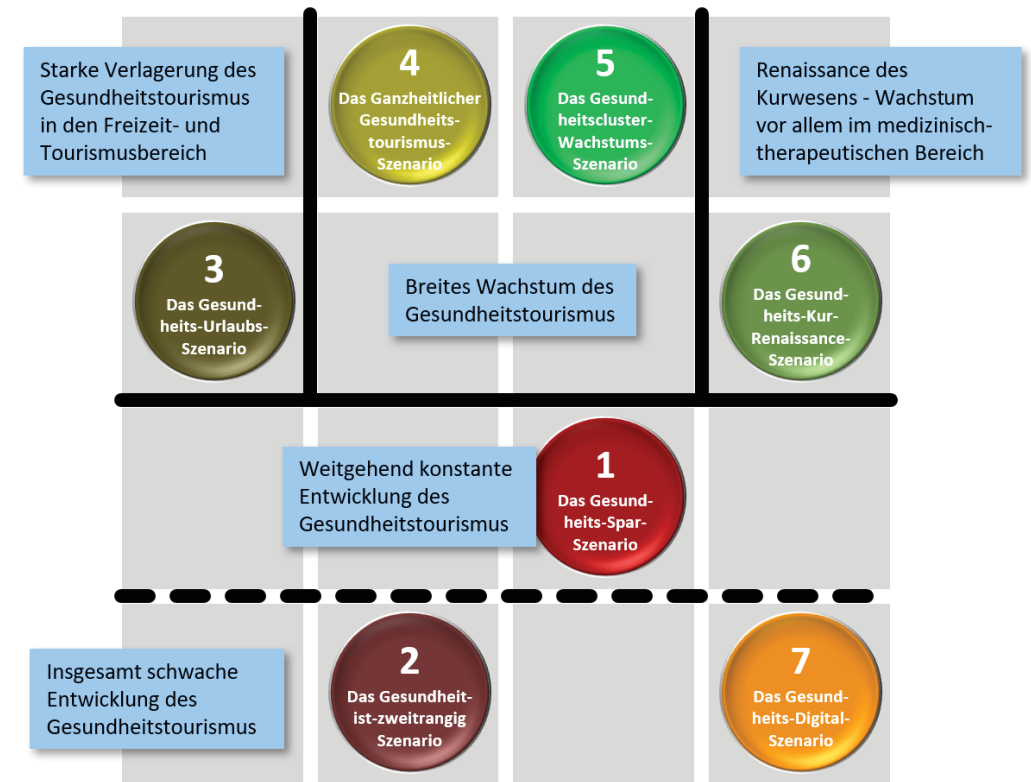 Starke Verlagerung des
Gesundheitstourismus
in den Freizeit- und
Tourismusbereich
4
Das Ganzheitlicher
Gesundheits-
tourismus-
Szenario
5
Das Gesund-
heitscluster-
Wachstums-
Szenario
Renaissance des
Kurwesens - Wachstum
vor allem im medizinisch-
therapeutischen Bereich
3
Das Gesund-
heits-Urlaubs-
Szenario
Breites Wachstum des
Gesundheitstourismus
6
Das Gesund-
heits-Kur-
Renaissance-
Szenario
Weitgehend konstante
Entwicklung des
Gesundheitstourismus
1
Das Gesund-
heits-Spar-
Szenario
Insgesamt schwache
Entwicklung des
Gesundheitstourismus
2
Das Gesundheit-
ist-zweitrangig
Szenario
7
Das Gesund-
heits-Digital-
Szenario